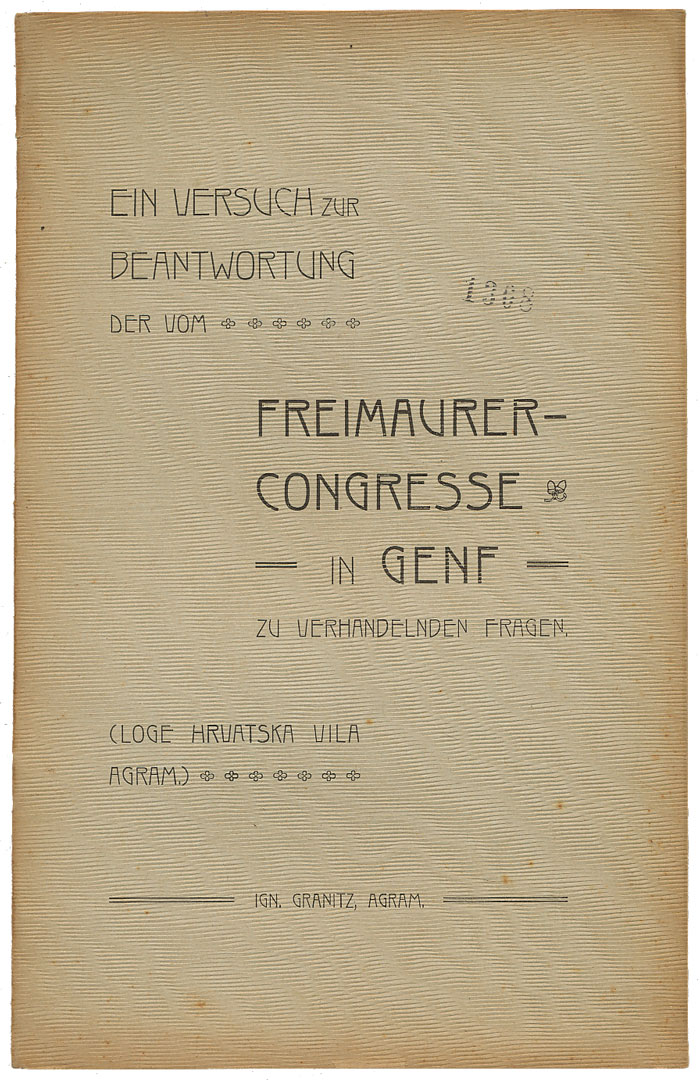 EIN VERSUCH ZUR
BEANTWORTUNG
DER VOM
1308
FREIMAURER-
CONGRESSE
IN GENF
ZU VERHANDELNDEN FRAGEN.
(LOGE HRVATSKA VILA
AGRAM.)
IGN. GRANITZ, AGRAM.